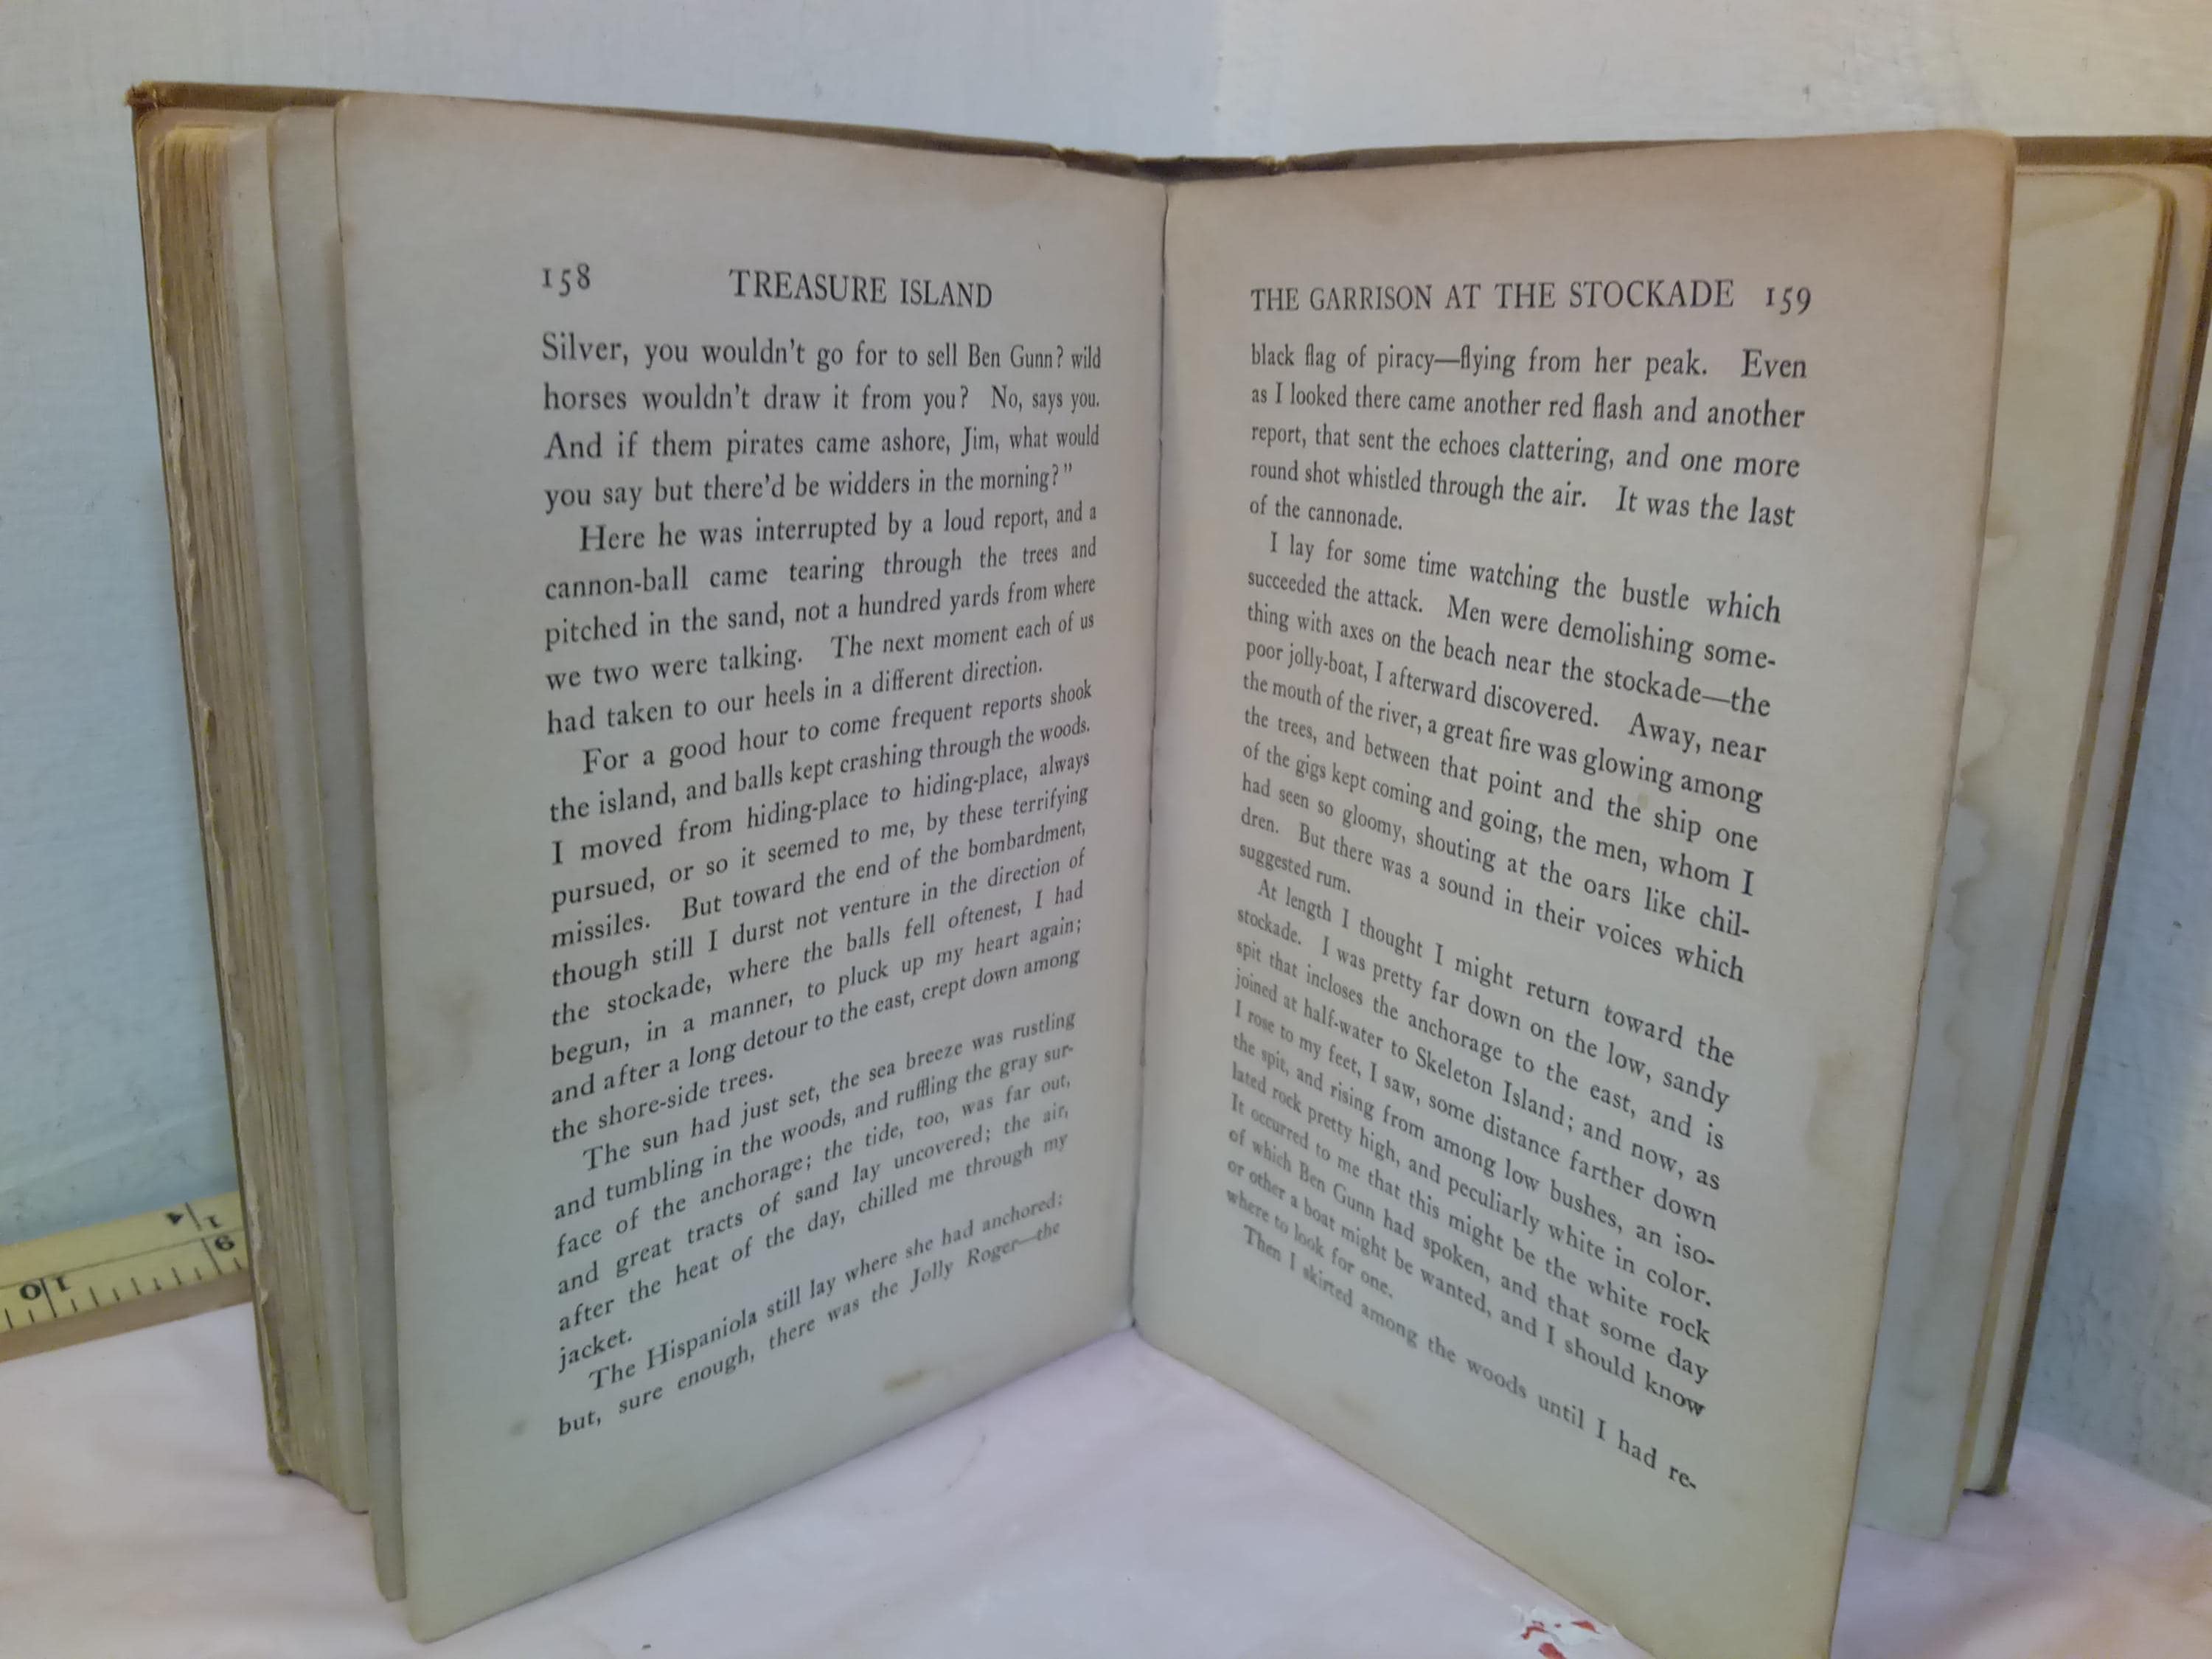 158 TREASURE ISLAND
Silver, you wouldn't go for to sell Ben Gunn? wild
horses wouldn't draw it from you? No, says you.
And if them pirates came ashore, Jim, what would
you say but there'd be widders in the morning?"
Here he was interrupted by a loud report, and a
cannon-ball came tearing through the trees and
pitched in the sand, not a hundred yards from where
we two were talking. The next moment each of us
had taken to our heels in a different direction.
For a good hour to come frequent reports shook
the island, and balls kept crashing through the woods.
I moved from hiding-place to hiding-place, always
pursued, or so it seemed to me, by these terrifying
missiles. But toward the end of the bombardment,
though still I durst not venture in the direction of
the stockade, where the balls fell oftenest, I had
begun, in a manner, to pluck up my heart again;
and after a long detour to the east, crept down among
the shore-side trees.
The sun had just set, the sea breeze was rustling
and tumbling in the woods, and ruffling the gray sur-
face of the anchorage; the tide, too, was far out,
and great tracts of sand lay uncovered; the air,
after the heat of the day, chilled me through my
jacket.
The Hispaniola still lay where she had anchored;
but, sure enough, there was the Jolly Roger—the
THE GARRISON AT THE STOCKADE 159
black flag of piracy—flying from her peak. Even
as I looked there came another red flash and another
report, that sent the echoes clattering, and one more
round shot whistled through the air. It was the last
of the cannonade.
I lay for some time watching the bustle which
succeeded the attack. Men were demolishing some-
thing with axes on the beach near the stockade—the
poor jolly-boat, I afterward discovered. Away, near
the mouth of the river, a great fire was glowing among
the trees, and between that point and the ship one
of the gigs kept coming and going, the men, whom I
had seen so gloomy, shouting at the oars like chil-
dren. But there was a sound in their voices which
suggested rum.
At length I thought I might return toward the
stockade. I was pretty far down on the low, sandy
spit that incloses the anchorage to the east, and is
joined at half-water to Skeleton Island; and now, as
I rose to my feet, I saw, some distance farther down
the spit, and rising from among low bushes, an iso-
lated rock pretty high, and peculiarly white in color.
It occurred to me that this might be the white rock
of which Ben Gunn had spoken, and that some day
or other a boat might be wanted, and I should know
where to look for one.
Then I skirted among the woods until I had re-
10
9